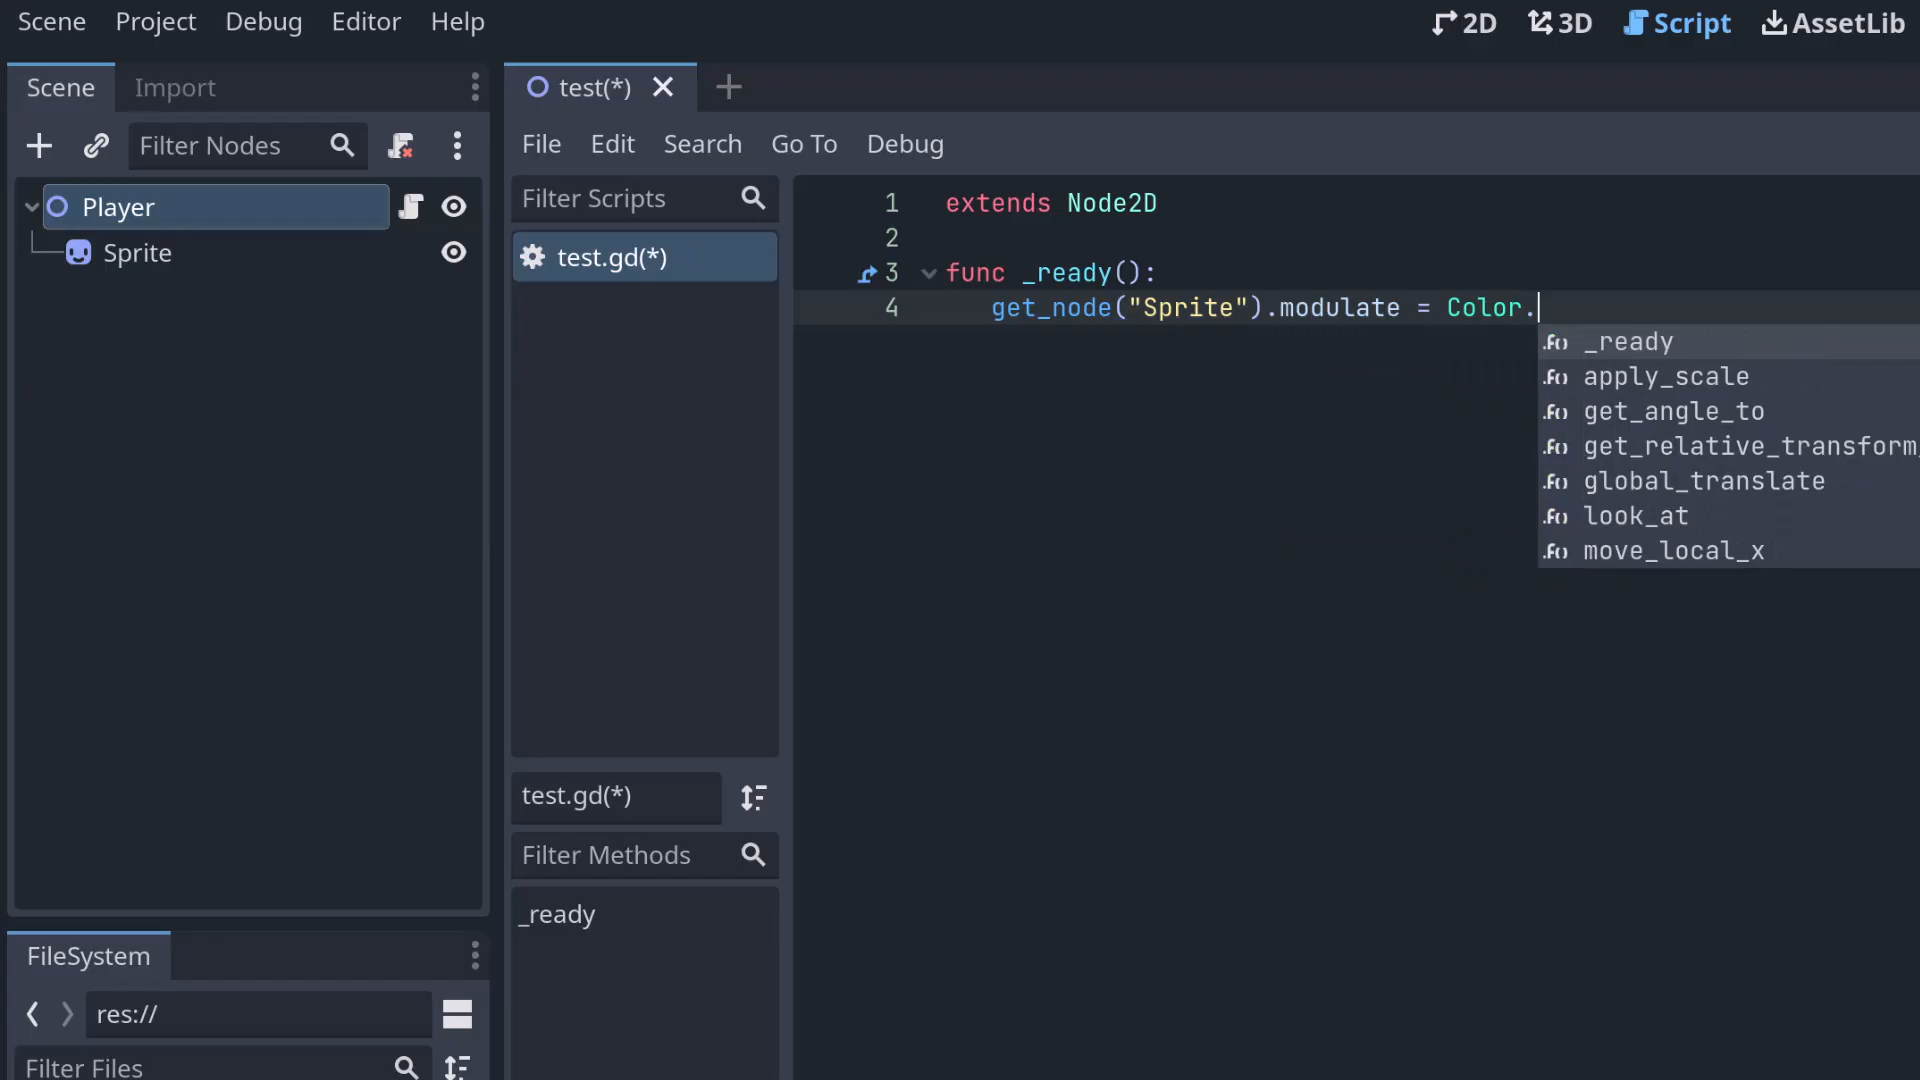 Scene Project Debug Editor Help
2D 3D Script AssetLib
Scene Import
Filter Nodes
Player
Sprite
FileSystem
res://
Filter Files
test(*)
File Edit Search Go To Debug
Filter Scripts
test.gd(*)
test.gd(*)
Filter Methods
_ready
1 extends Node2D
2
3 func _ready():
4 get_node("Sprite").modulate = Color.
_ready
apply_scale
get_angle_to
get_relative_transform_
global_translate
look_at
move_local_x